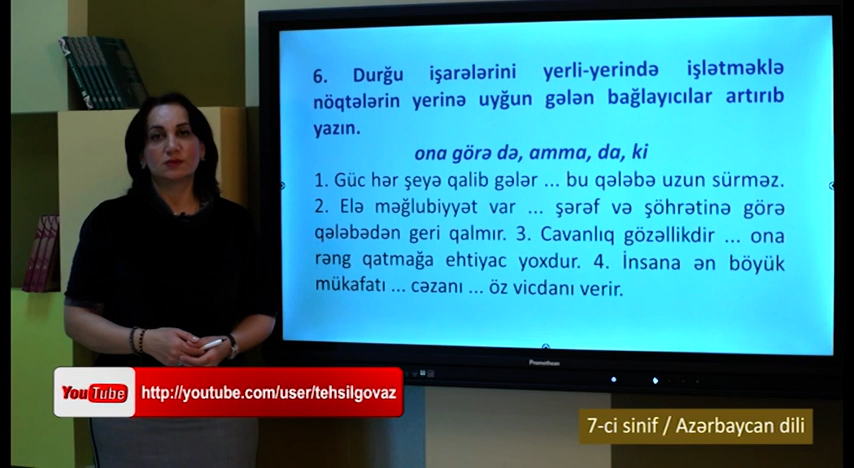 6. Durğu işarələrini yerli-yerində işlətməklə
nöqtələrin yerinə uyğun gələn bağlayıcılar artırıb
yazın.
ona görə də, amma, da, ki
1. Güc hər şeyə qalib gələr ... bu qələbə uzun sürməz.
2. Elə məğlubiyyət var ... şərəf və şöhrətinə görə
qələbədən geri qalmır. 3. Cavanlıq gözəllikdir ... ona
rəng qatmağa ehtiyac yoxdur. 4. İnsana ən böyük
mükafatı ... cəzanı ... öz vicdanı verir.
Promethean
YouTube http://youtube.com/user/tehsilgovaz
7-ci sinif / Azərbaycan dili